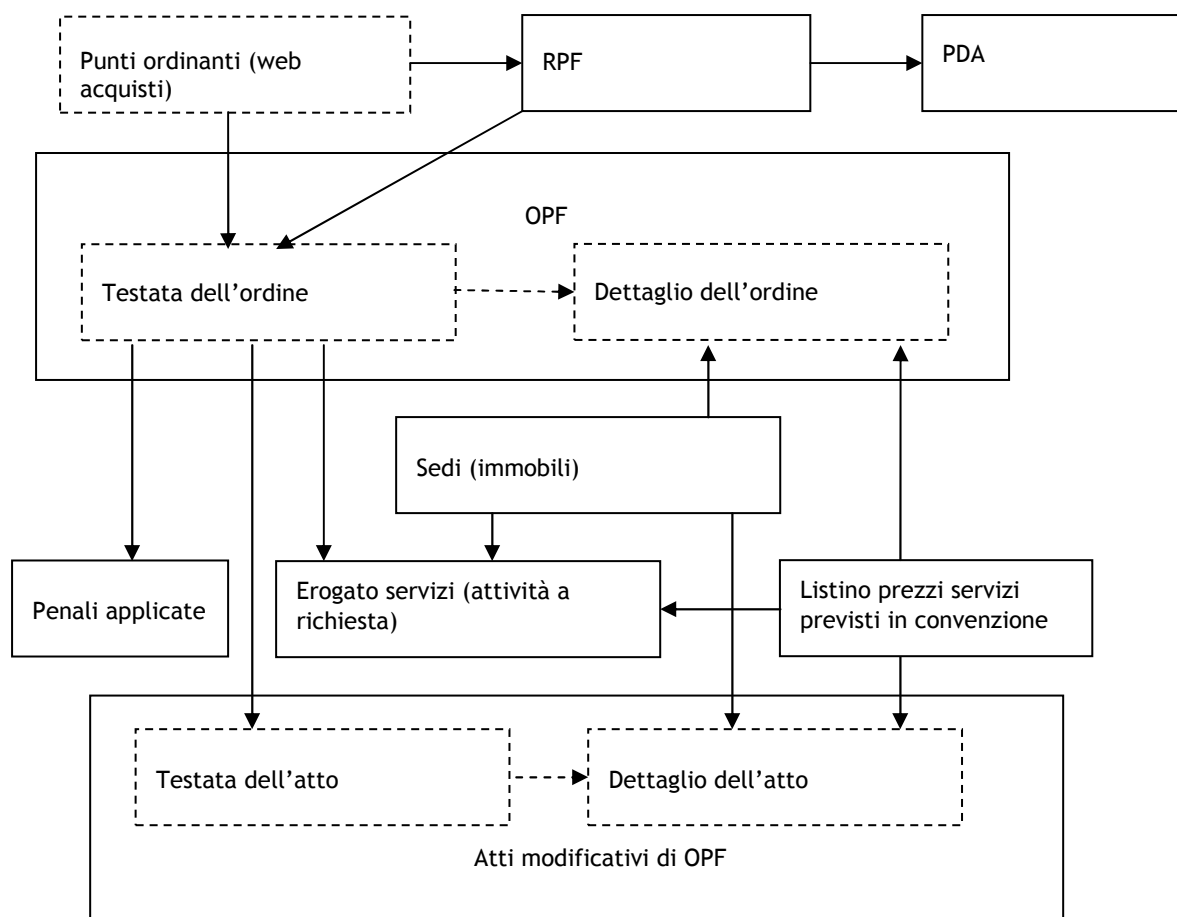 Punti ordinanti (web
acquisti)
RPF
PDA
OPF
Testata dell’ordine
Dettaglio dell’ordine
Sedi (immobili)
Penali applicate
Erogato servizi (attività a
richiesta)
Listino prezzi servizi
previsti in convenzione
Testata dell’atto
Dettaglio dell’atto
Atti modificativi di OPF